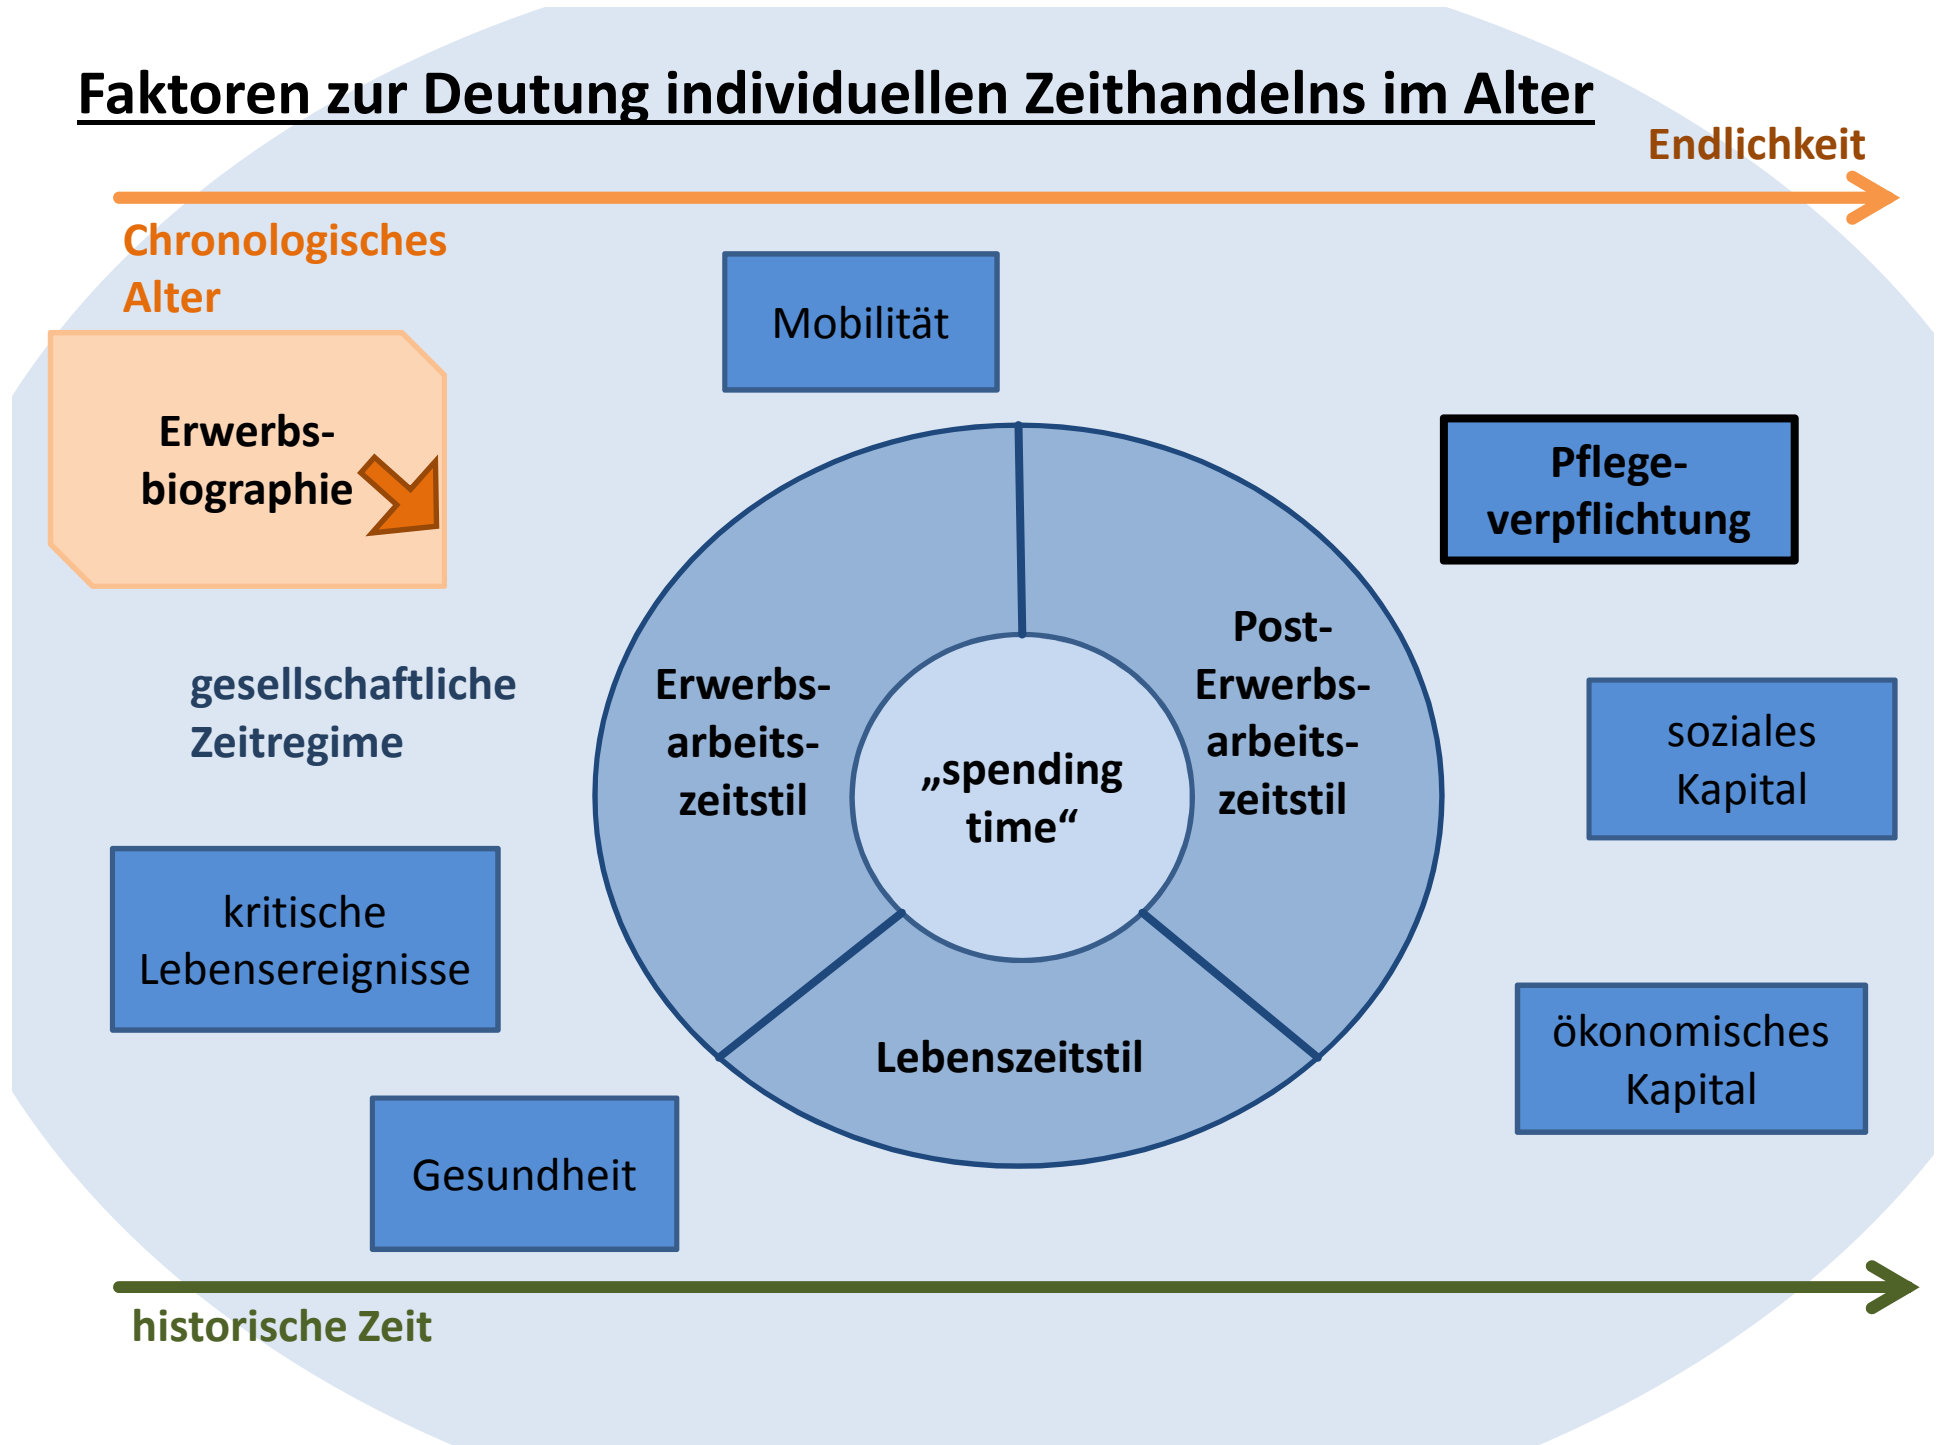 Faktoren zur Deutung individuellen Zeithandelns im Alter
Endlichkeit
Chronologisches
Alter
Mobilität
Erwerbs-
biographie
Pflege-
verpflichtung
gesellschaftliche
Zeitregime
Erwerbs-
arbeits-
zeitstil
„spending
time“
Post-
Erwerbs-
arbeits-
zeitstil
soziales
Kapital
kritische
Lebensereignisse
Lebenszeitstil
ökonomisches
Kapital
Gesundheit
historische Zeit